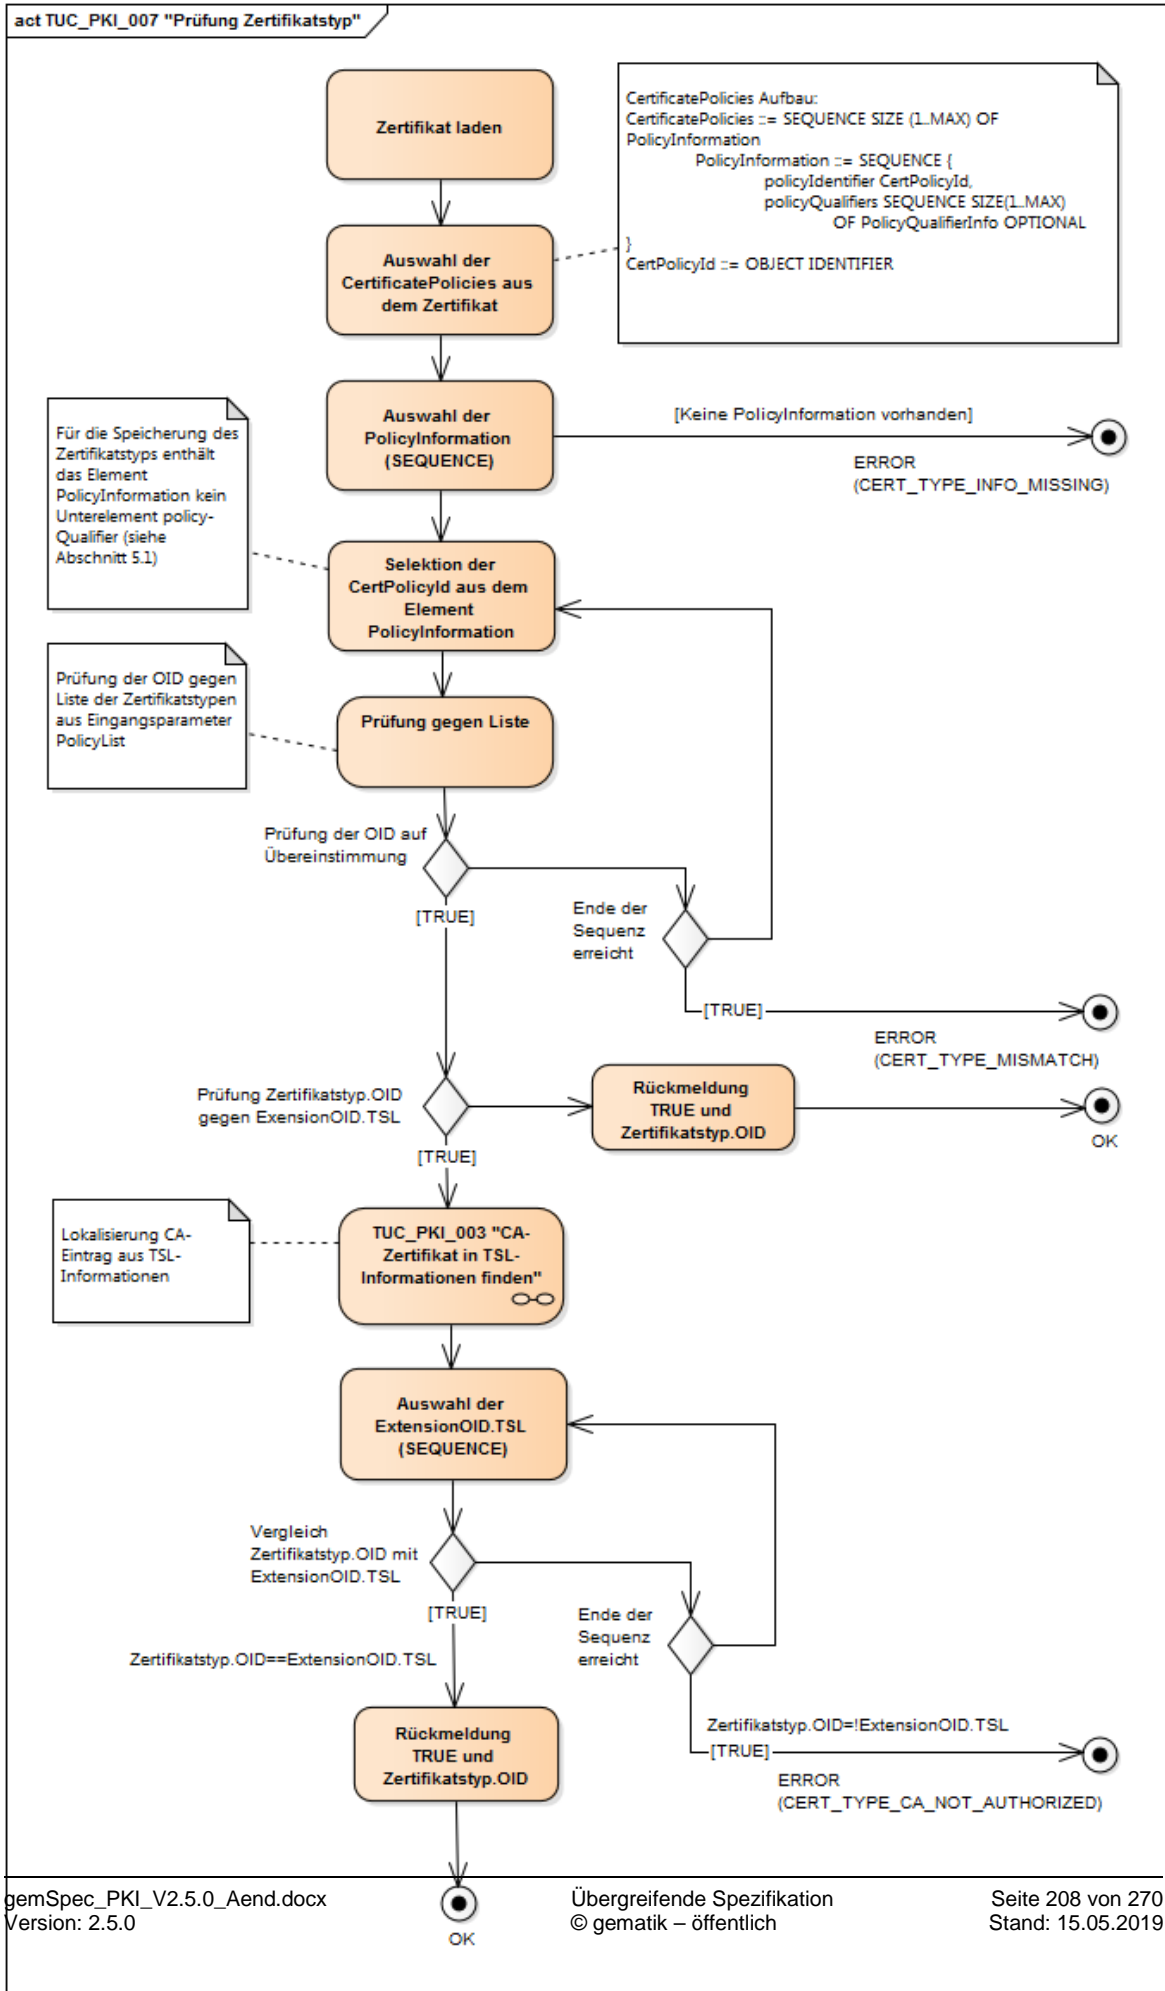 act TUC_PKI_007 "Prüfung Zertifikatstyp"
Zertifikat laden
CertificatePolicies Aufbau:
CertificatePolicies ::= SEQUENCE SIZE (1..MAX) OF
PolicyInformation
PolicyInformation ::= SEQUENCE {
policyIdentifier CertPolicyId,
policyQualifiers SEQUENCE SIZE(1..MAX)
OF PolicyQualifierInfo OPTIONAL
}
CertPolicyId ::= OBJECT IDENTIFIER
Auswahl der
CertificatePolicies aus
dem Zertifikat
Auswahl der
PolicyInformation
(SEQUENCE)
[Keine PolicyInformation vorhanden]
ERROR
(CERT_TYPE_INFO_MISSING)
Für die Speicherung des
Zertifikatstyps enthält
das Element
PolicyInformation kein
Unterelement policy-
Qualifier (siehe
Abschnitt 5.1)
Selektion der
CertPolicyId aus dem
Element
PolicyInformation
Prüfung der OID gegen
Liste der Zertifikatstypen
aus Eingangsparameter
PolicyList
Prüfung gegen Liste
Prüfung der OID auf
Übereinstimmung
[TRUE]
Ende der
Sequenz
erreicht
[TRUE]
ERROR
(CERT_TYPE_MISMATCH)
Prüfung Zertifikatstyp.OID
gegen ExensionOID.TSL
[TRUE]
Rückmeldung
TRUE und
Zertifikatstyp.OID
OK
Lokalisierung CA-
Eintrag aus TSL-
Informationen
TUC_PKI_003 "CA-
Zertifikat in TSL-
Informationen finden"
Auswahl der
ExtensionOID.TSL
(SEQUENCE)
Vergleich
Zertifikatstyp.OID mit
ExtensionOID.TSL
[TRUE]
Ende der
Sequenz
erreicht
Zertifikatstyp.OID==ExtensionOID.TSL
Zertifikatstyp.OID=!ExtensionOID.TSL
[TRUE]
ERROR
(CERT_TYPE_CA_NOT_AUTHORIZED)
Rückmeldung
TRUE und
Zertifikatstyp.OID
OK
gemSpec_PKI_V2.5.0_Aend.docx
Version: 2.5.0
Übergreifende Spezifikation
© gematik – öffentlich
Seite 208 von 270
Stand: 15.05.2019